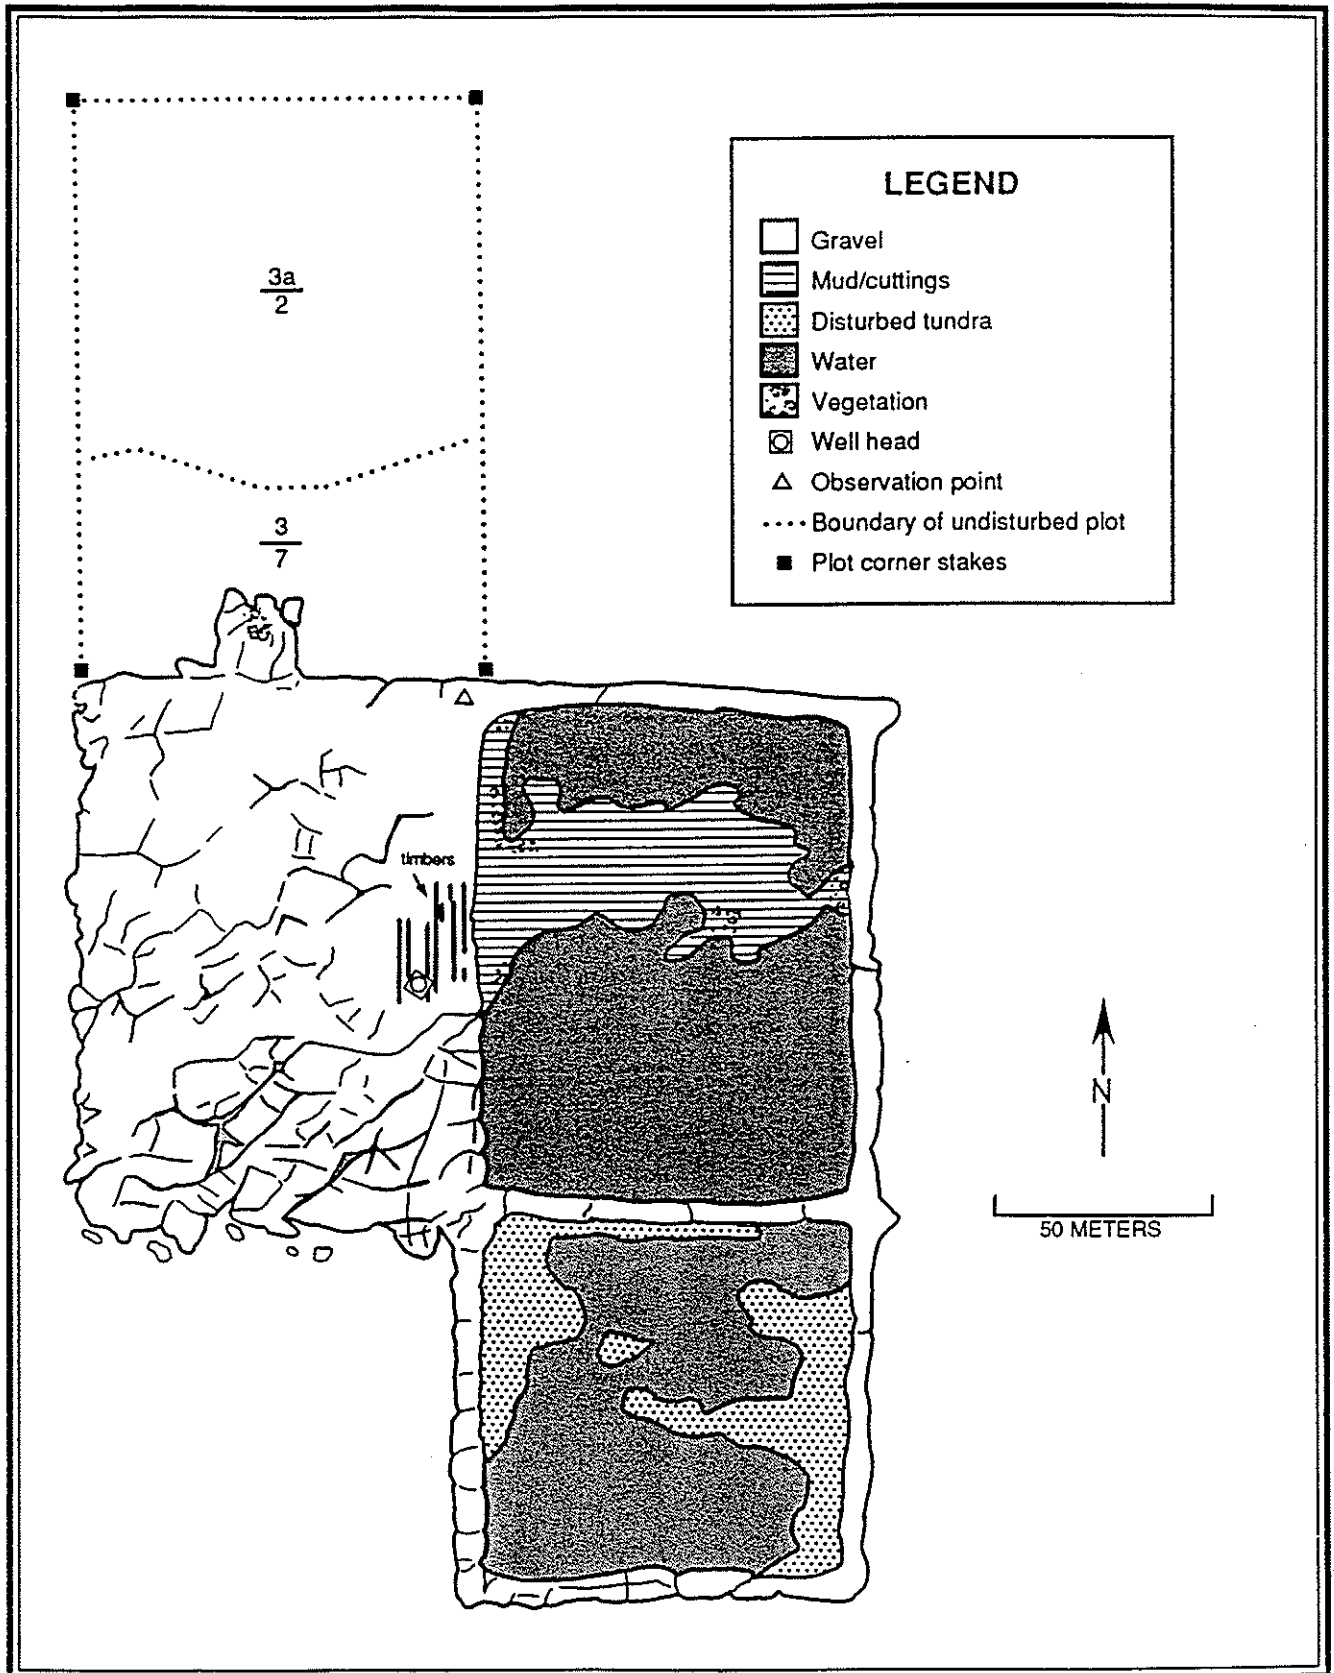 3a
2
3
7
LEGEND
Gravel
Mud/cuttings
Disturbed tundra
Water
Vegetation
Well head
Observation point
Boundary of undisturbed plot
Plot corner stakes
timbers
N
50 METERS